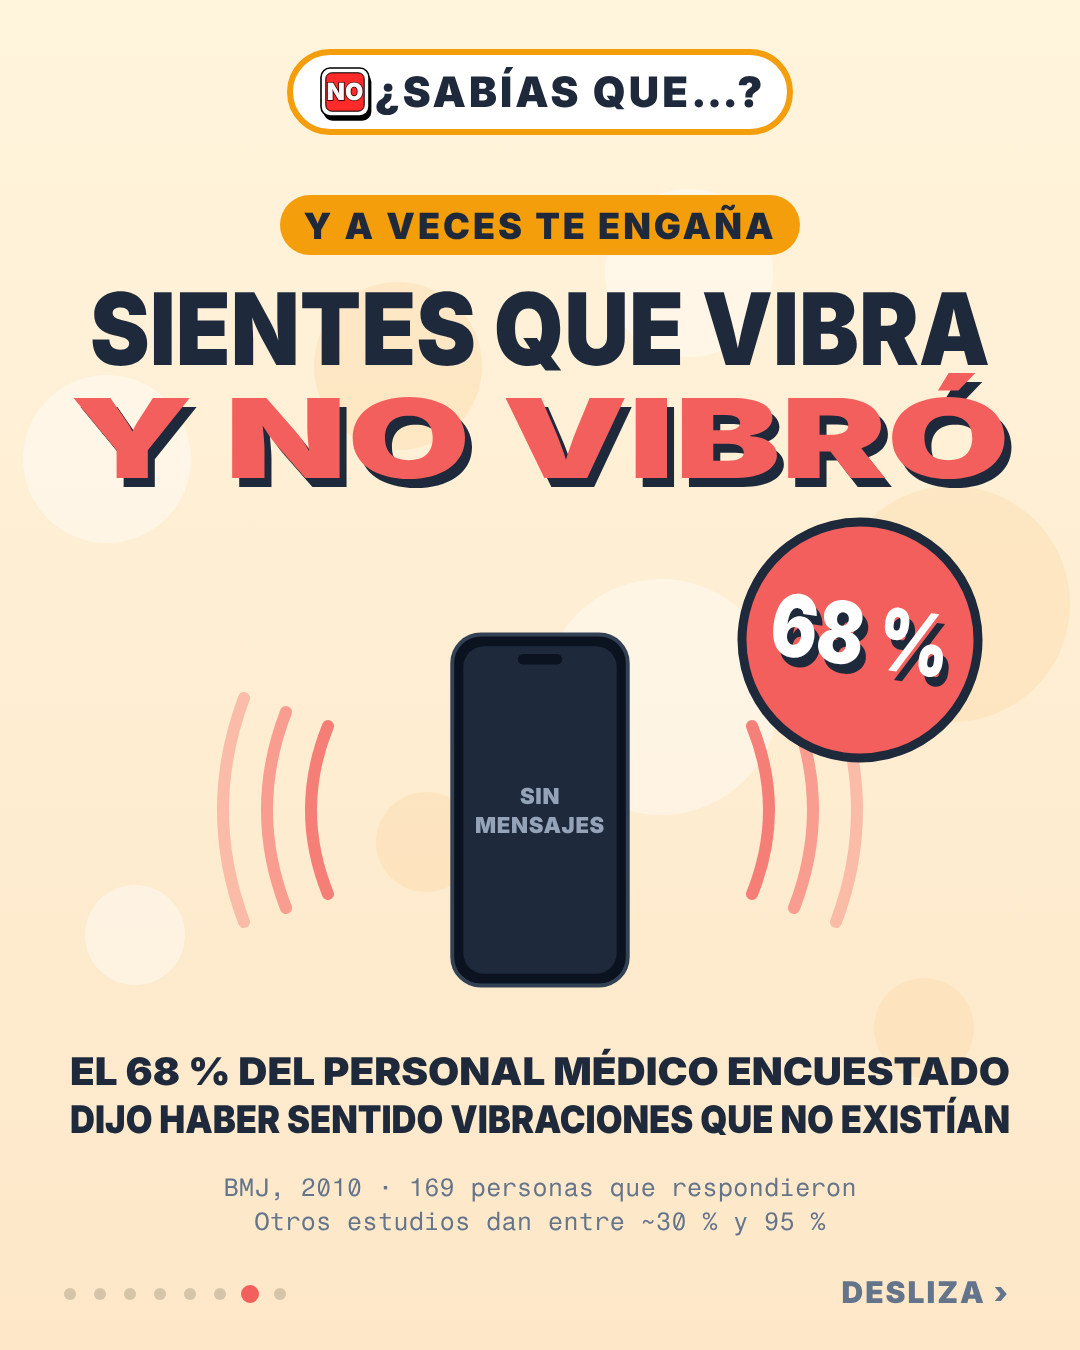 NO ¿SABÍAS QUE...?
Y A VECES TE ENGAÑA
SIENTES QUE VIBRA
Y NO VIBRÓ
68 %
SIN
MENSAJES
EL 68 % DEL PERSONAL MÉDICO ENCUESTADO
DIJO HABER SENTIDO VIBRACIONES QUE NO EXISTÍAN
BMJ, 2010 · 169 personas que respondieron
Otros estudios dan entre ~30 % y 95 %
DESLIZA ›